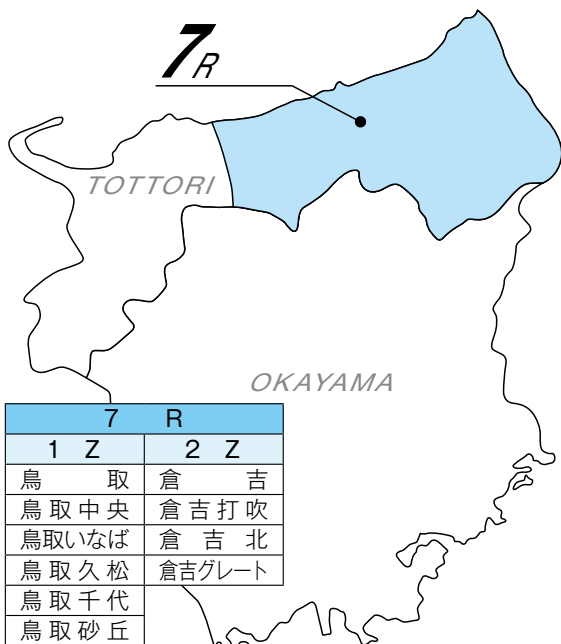 7R
TOTTORI
OKAYAMA
7 R
1 Z 2 Z
鳥取 倉吉
鳥取中央 倉吉打吹
鳥取いなば 倉吉北
鳥取久松 倉吉グレート
鳥取千代
鳥取砂丘